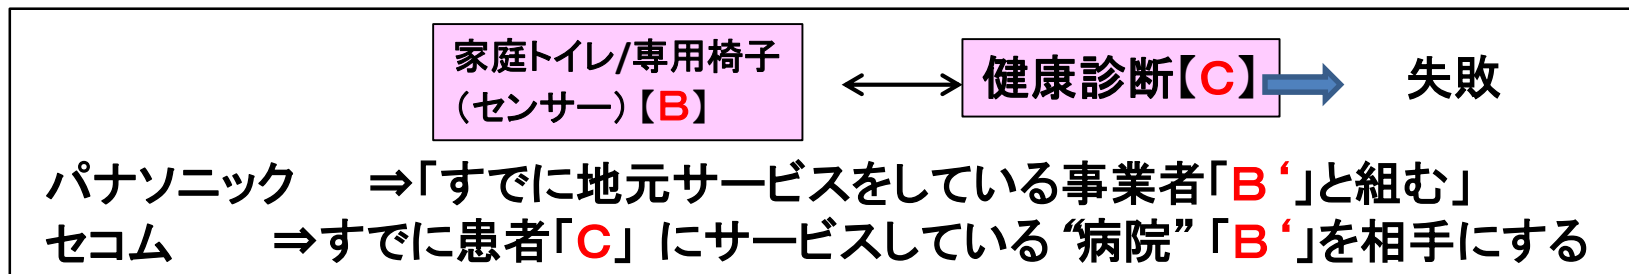 家庭トイレ/専用椅子
（センサー）【B】
健康診断【C】
失敗
パナソニック ⇒「すでに地元サービスをしている事業者「B‘」と組む」
セコム ⇒すでに患者「C」にサービスしている“病院”「B‘」を相手にする